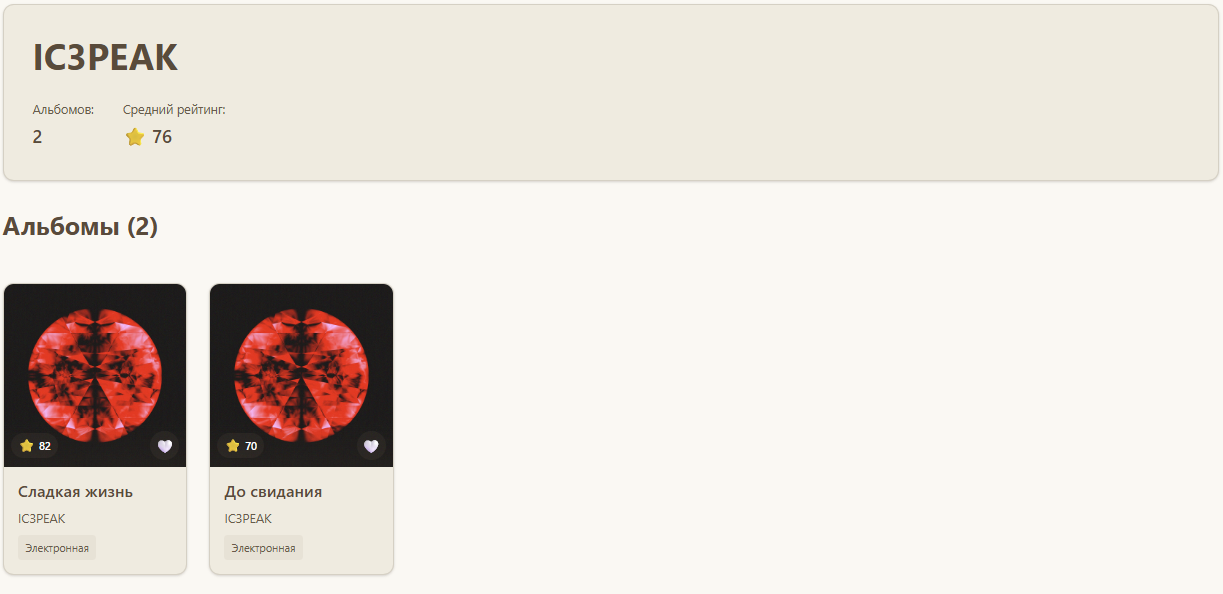 IC3PEAK
Альбомов: Средний рейтинг:
2 76
Альбомы (2)
82 70
Сладкая жизнь До свидания
IC3PEAK IC3PEAK
Электронная Электронная